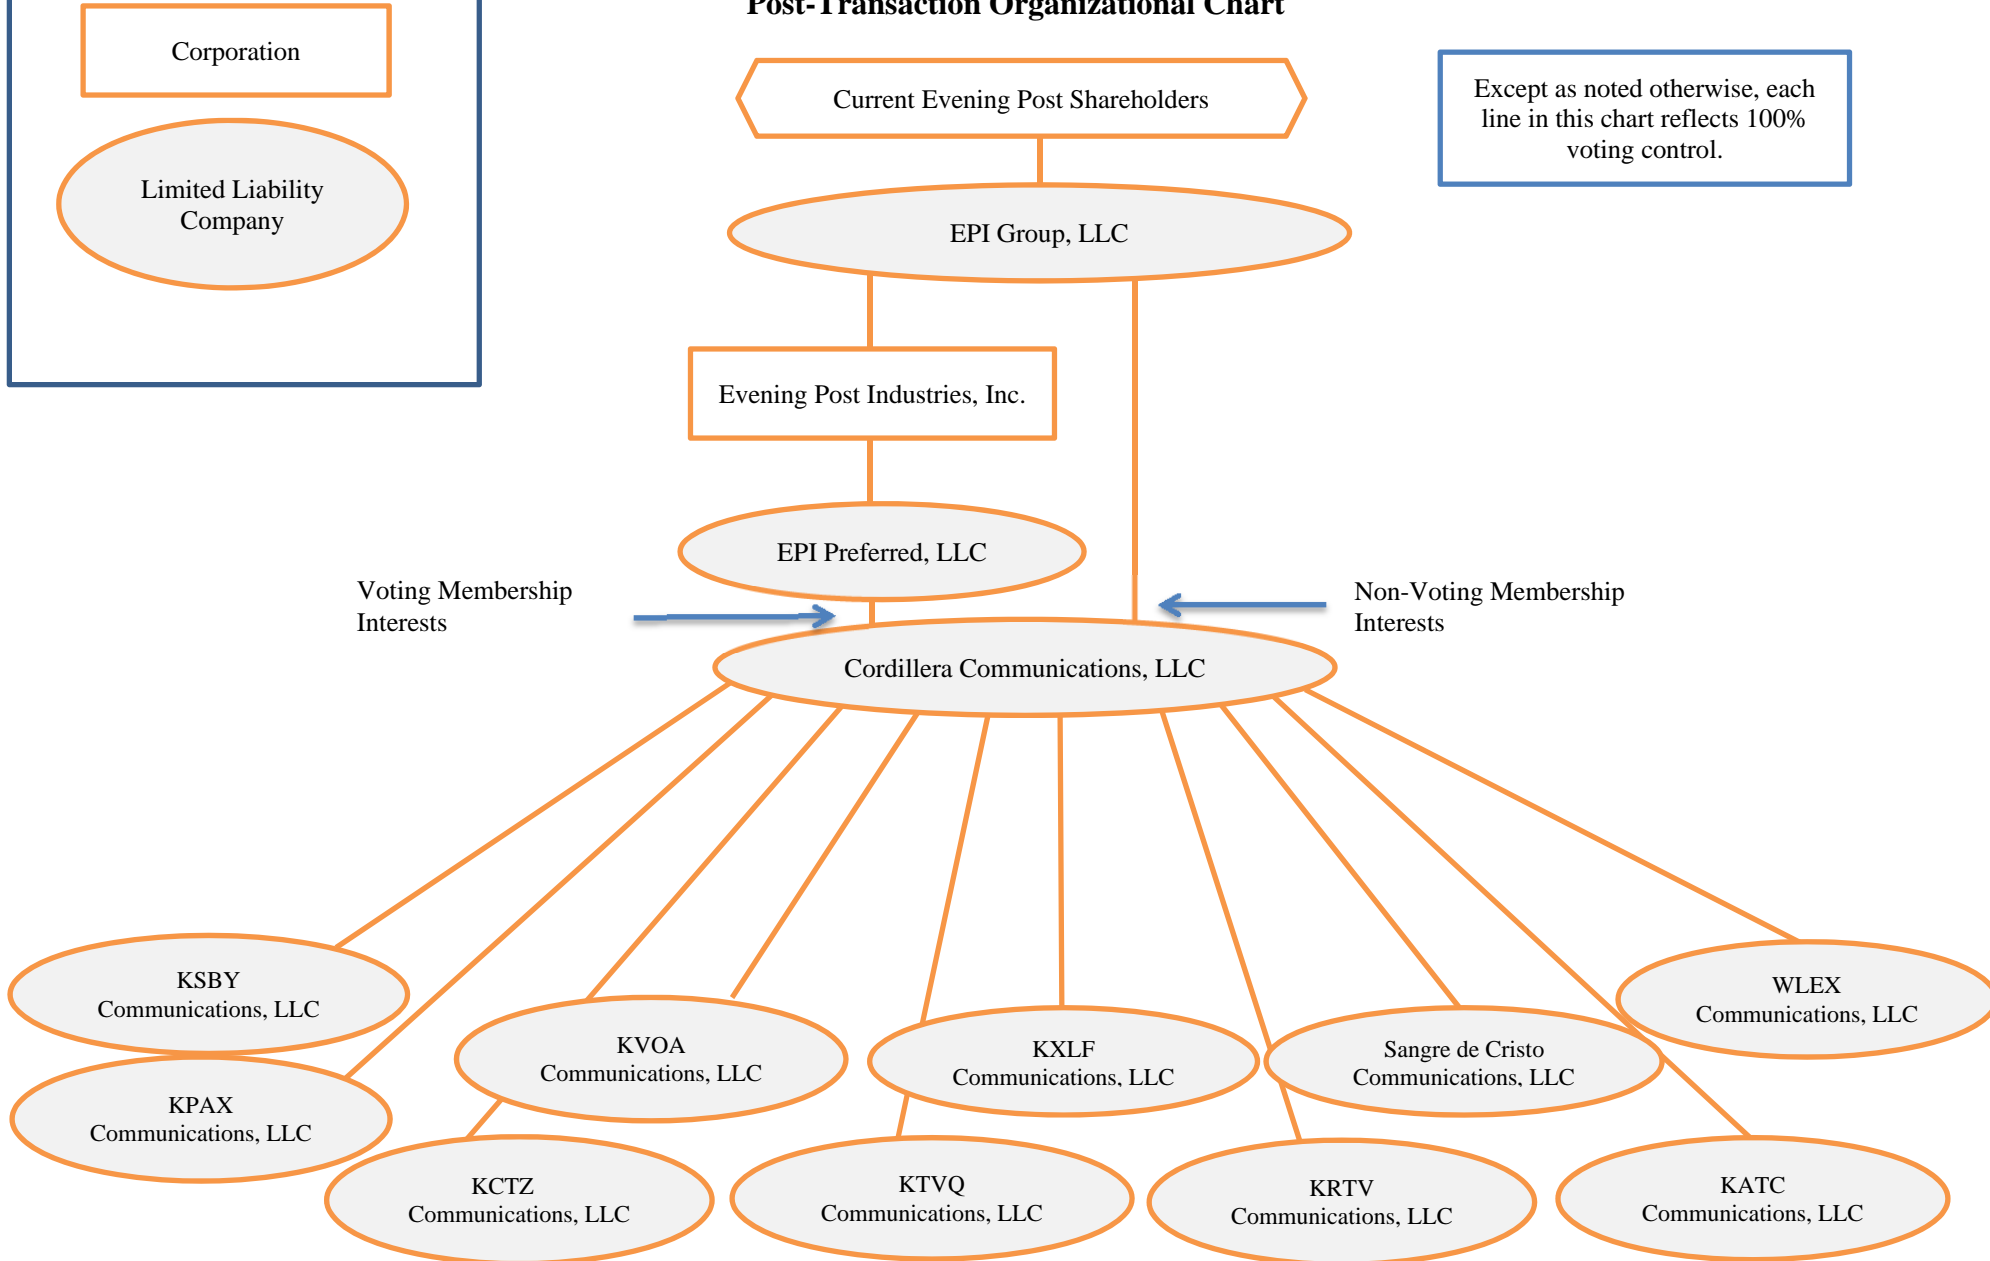 Post-Transaction Organizational Chart
Corporation
Limited Liability
Company
Current Evening Post Shareholders
Except as noted otherwise, each
line in this chart reflects 100%
voting control.
EPI Group, LLC
Evening Post Industries, Inc.
EPI Preferred, LLC
Voting Membership
Interests
Non-Voting Membership
Interests
Cordillera Communications, LLC
KSBY
Communications, LLC
KPAX
Communications, LLC
KVOA
Communications, LLC
KCTZ
Communications, LLC
KXLF
Communications, LLC
KTVQ
Communications, LLC
Sangre de Cristo
Communications, LLC
KRTV
Communications, LLC
WLEX
Communications, LLC
KATC
Communications, LLC